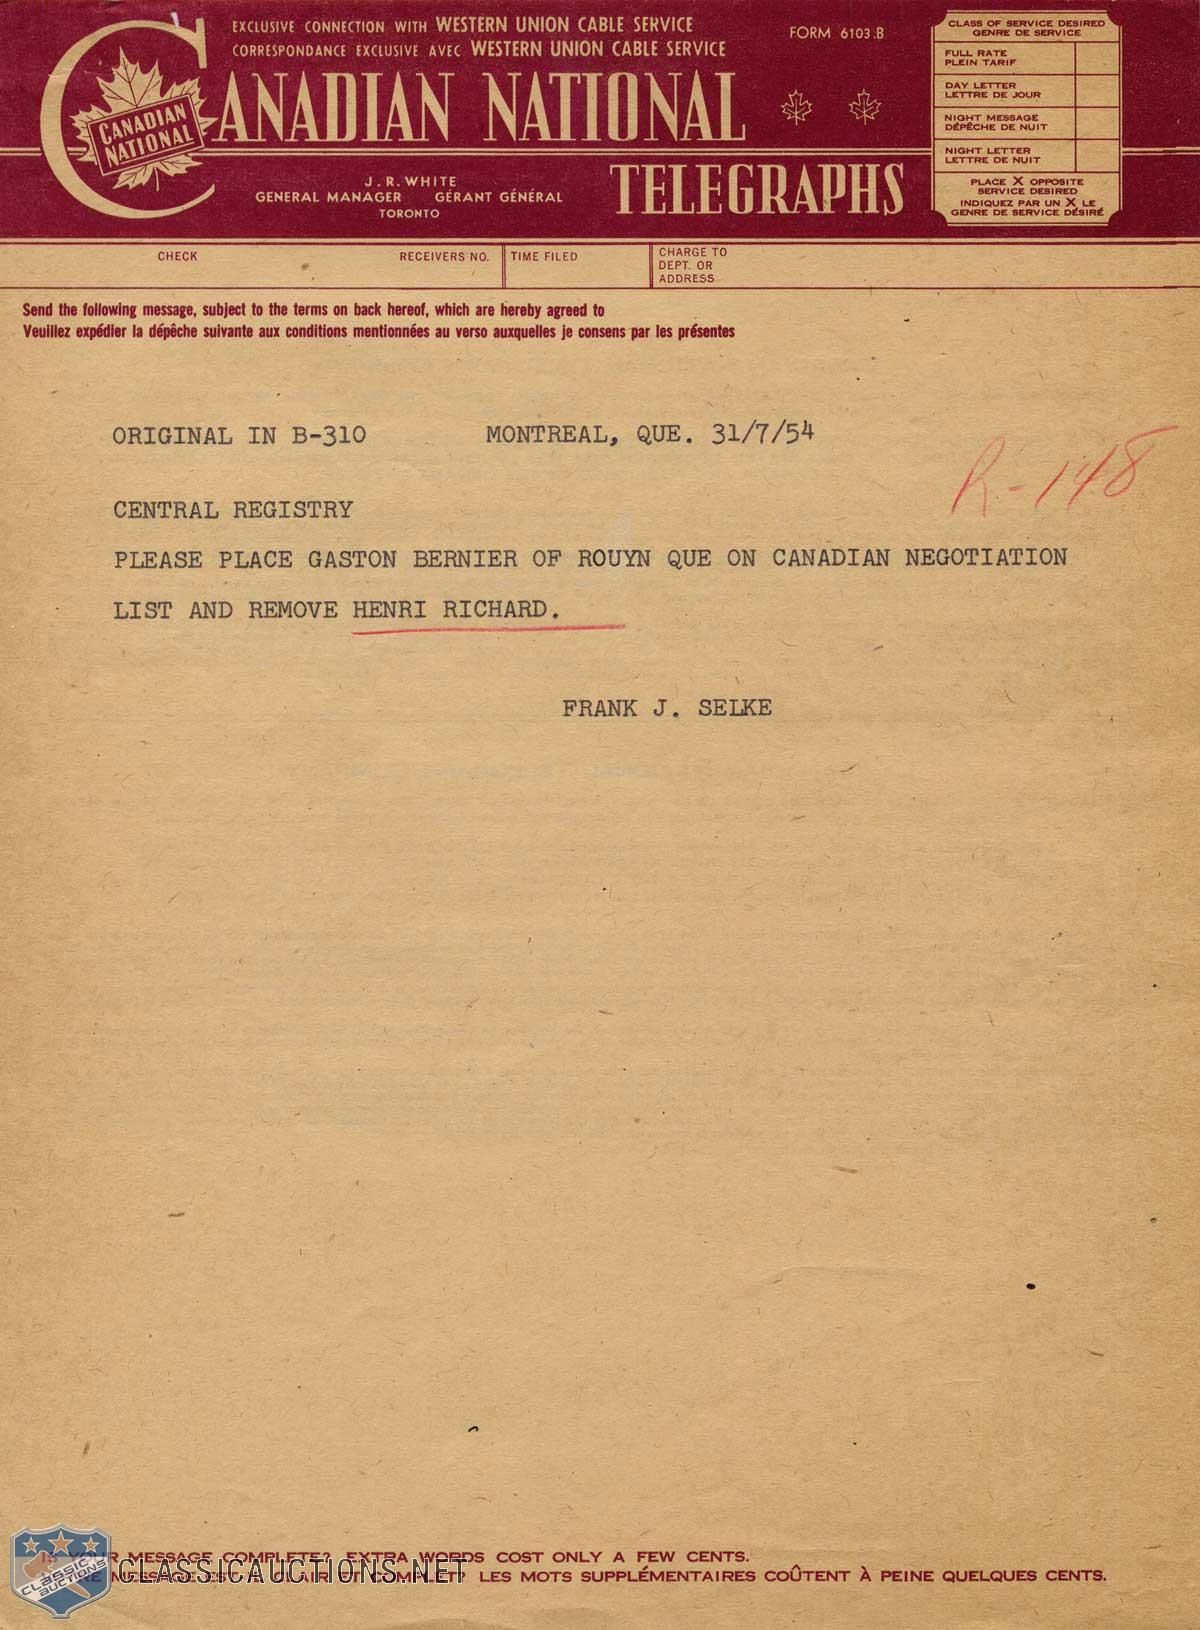 EXCLUSIVE CONNECTION WITH WESTERN UNION CABLE SERVICE
CORRESPONDANCE EXCLUSIVE AVEC WESTERN UNION CABLE SERVICE
FORM 6103.B
CANADIAN NATIONAL
CANADIAN
NATIONAL
TELEGRAPHS
J. R. WHITE
GENERAL MANAGER GÉRANT GÉNÉRAL
TORONTO
CLASS OF SERVICE DESIRED
GENRE DE SERVICE
FULL RATE
PLEIN TARIF
DAY LETTER
LETTRE DE JOUR
NIGHT MESSAGE
DÉPÊCHE DE NUIT
NIGHT LETTER
LETTRE DE NUIT
PLACE X OPPOSITE
SERVICE DESIRED
INDIQUEZ PAR UN X LE
GENRE DE SERVICE DÉSIRÉ
CHECK
RECEIVERS NO.
TIME FILED
CHARGE TO
DEPT. OR
ADDRESS
Send the following message, subject to the terms on back hereof, which are hereby agreed to
Veuillez expédier la dépêche suivante aux conditions mentionnées au verso auxquelles je consens par les présentes
ORIGINAL IN B-310 MONTREAL, QUE. 31/7/54
R-148
CENTRAL REGISTRY
PLEASE PLACE GASTON BERNIER OF ROUYN QUE ON CANADIAN NEGOTIATION
LIST AND REMOVE HENRI RICHARD.
FRANK J. SELKE
MESSAGE COMPLETE? EXTRA WORDS COST ONLY A FEW CENTS.
LES MOTS SUPPLÉMENTAIRES COÛTENT À PEINE QUELQUES CENTS.
CLASSIC
AUCTIONS
CLASSICAUCTIONS.NET